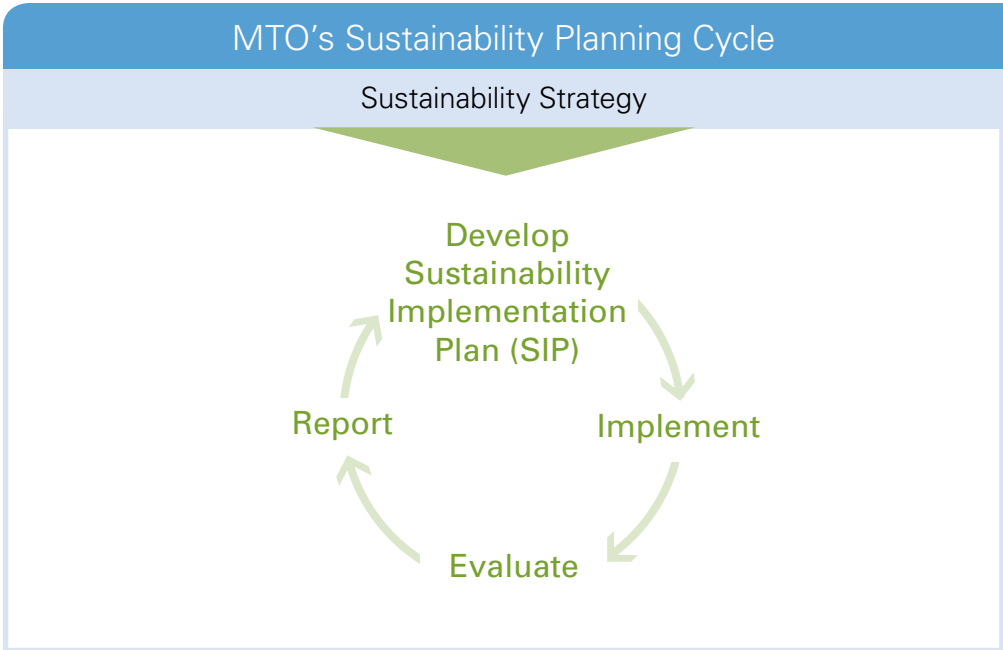 MTO's Sustainability Planning Cycle
Sustainability Strategy
Develop
Sustainability
Implementation
Plan (SIP)
Report
Implement
Evaluate